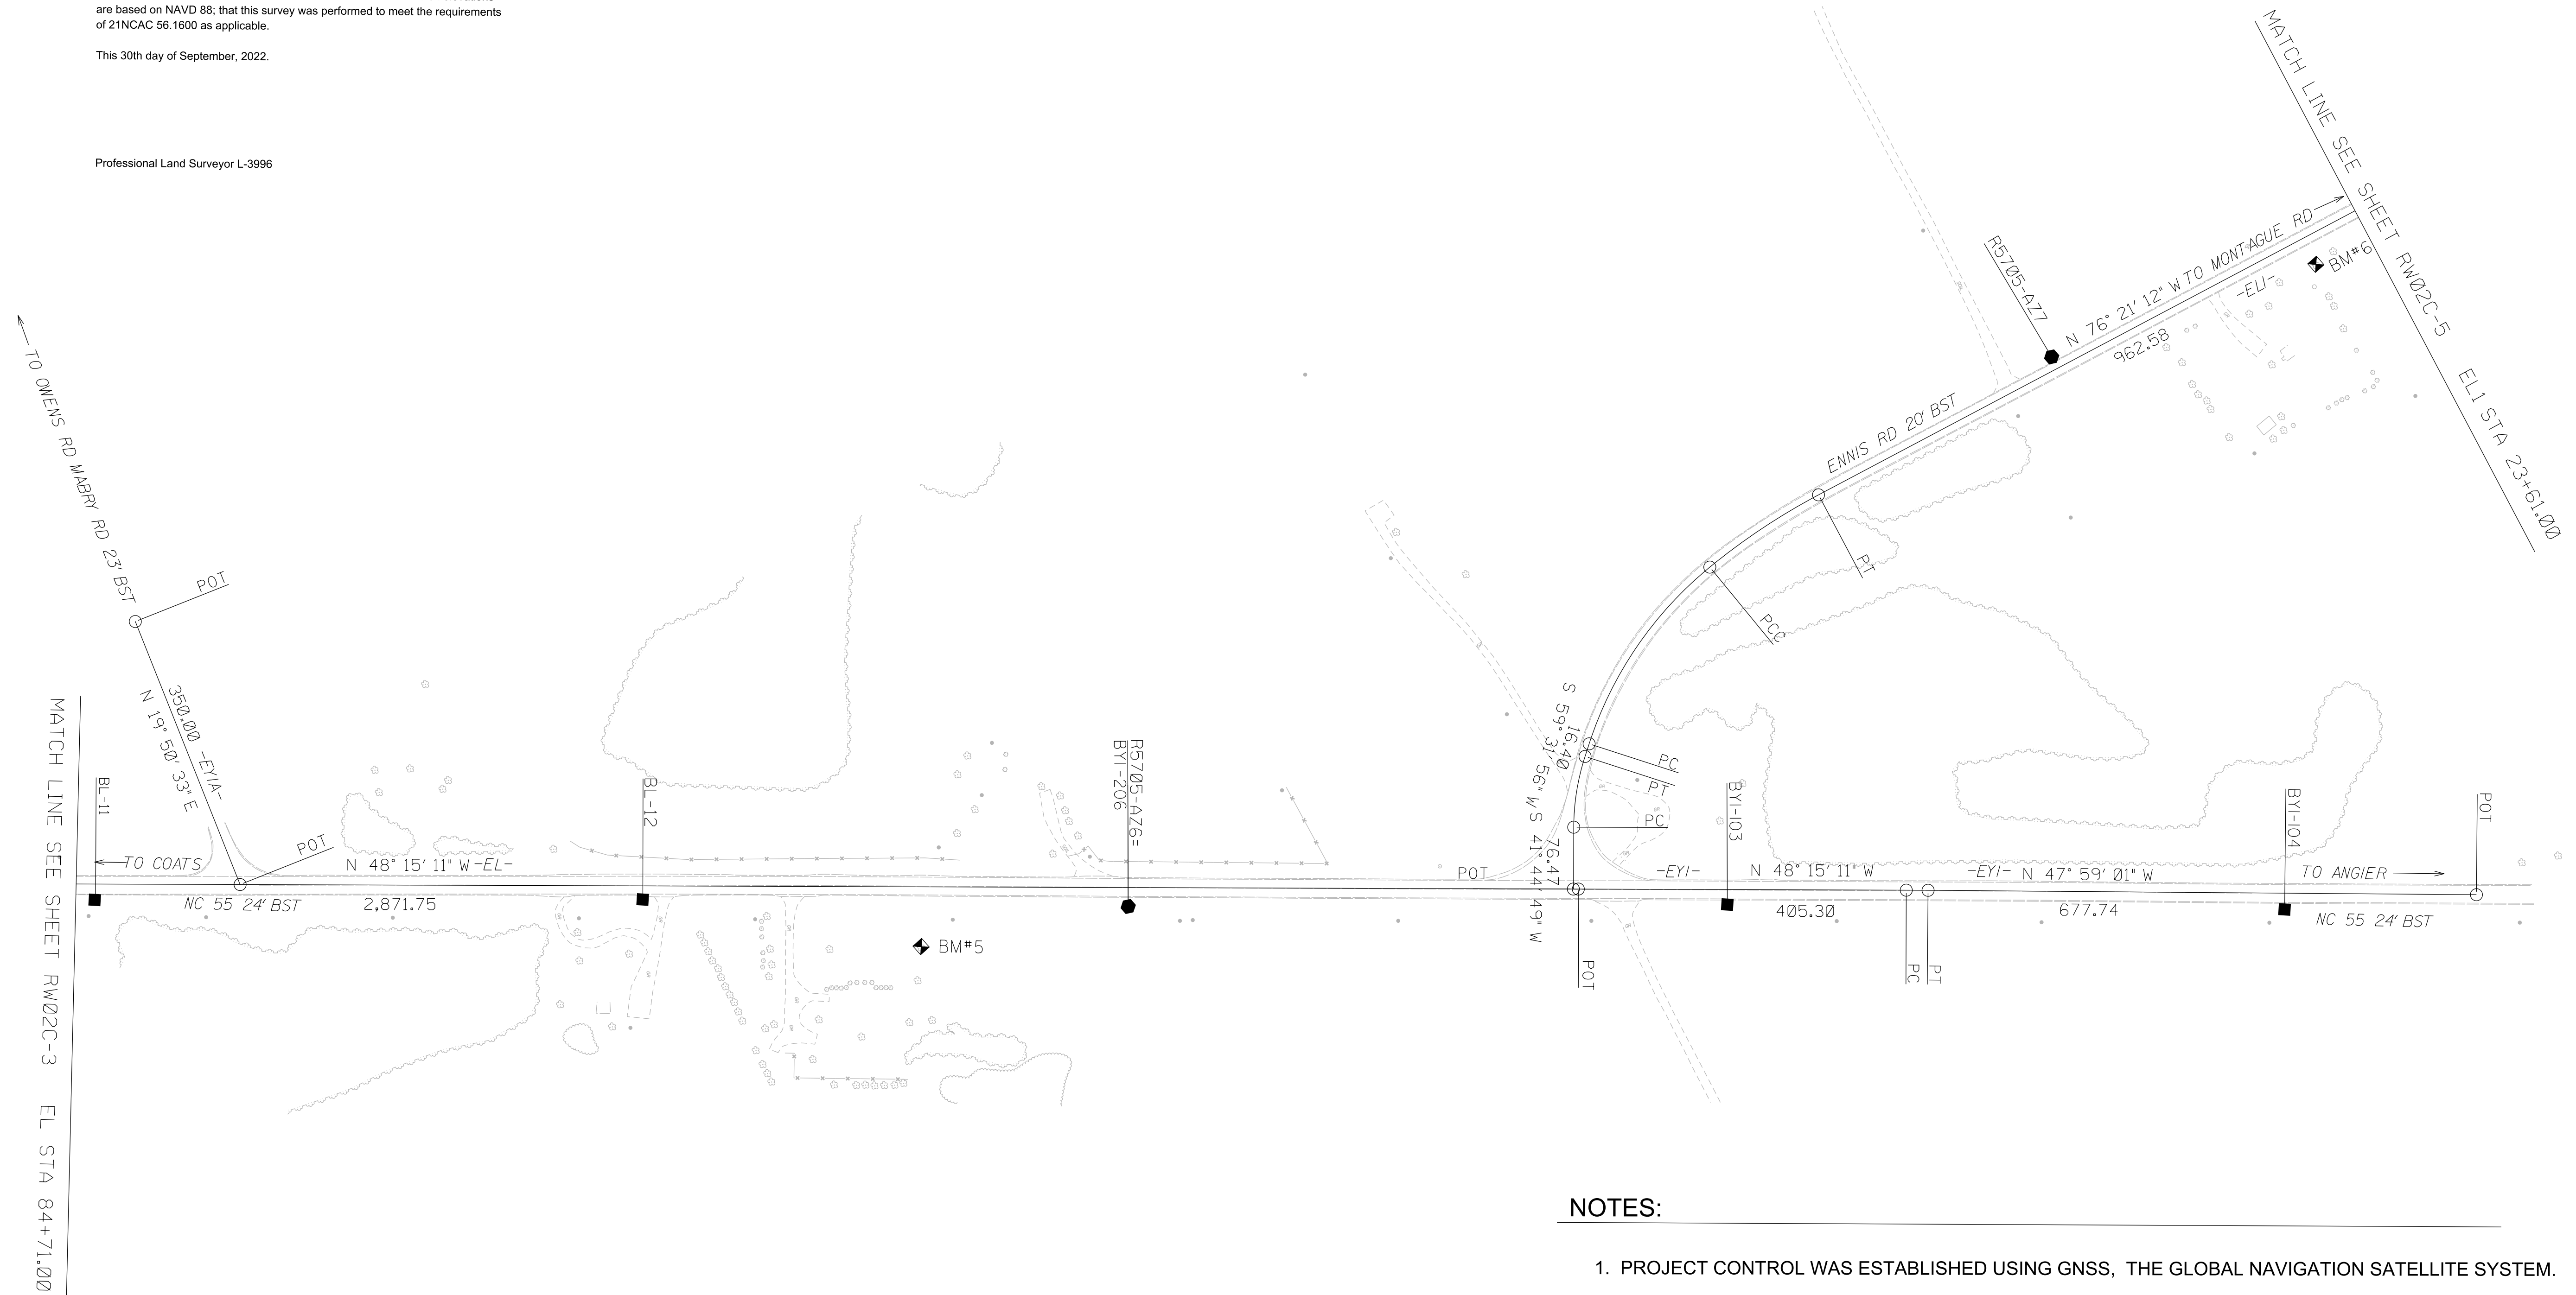 are based on NAVD 88; that this survey was performed to meet the requirements
of 21NCAC 56.1600 as applicable.
This 30th day of September, 2022.
Professional Land Surveyor L-3996
MATCH LINE SEE SHEET RW02C-5 EL1 STA 23+61.00
R5705-AZ7
N 76° 21' 12" W TO MONTAGUE RD
-EL1-
BM#6
962.58
ENNIS RD 20' BST
PT
PCC
TO OWENS RD MABRY RD 23' BST
POT
350.00 -EY1A-
N 19° 50' 33" E
MATCH LINE SEE SHEET RW02C-3 EL STA 84+71.00
BL-11
TO COATS
POT
N 48° 15' 11" W -EL-
NC 55 24' BST
2,871.75
BL-12
R5705-AZ6=
BY1-206
BM#5
S 59° 31' 56" W
16.40
PC
PT
PC
76.47
S 41° 44' 49" W
POT
POT
-EY1-
BY1-103
N 48° 15' 11" W
405.30
PC
PT
-EY1- N 47° 59' 01" W
677.74
BY1-104
TO ANGIER
NC 55 24' BST
POT
NOTES:
1. PROJECT CONTROL WAS ESTABLISHED USING GNSS, THE GLOBAL NAVIGATION SATELLITE SYSTEM.